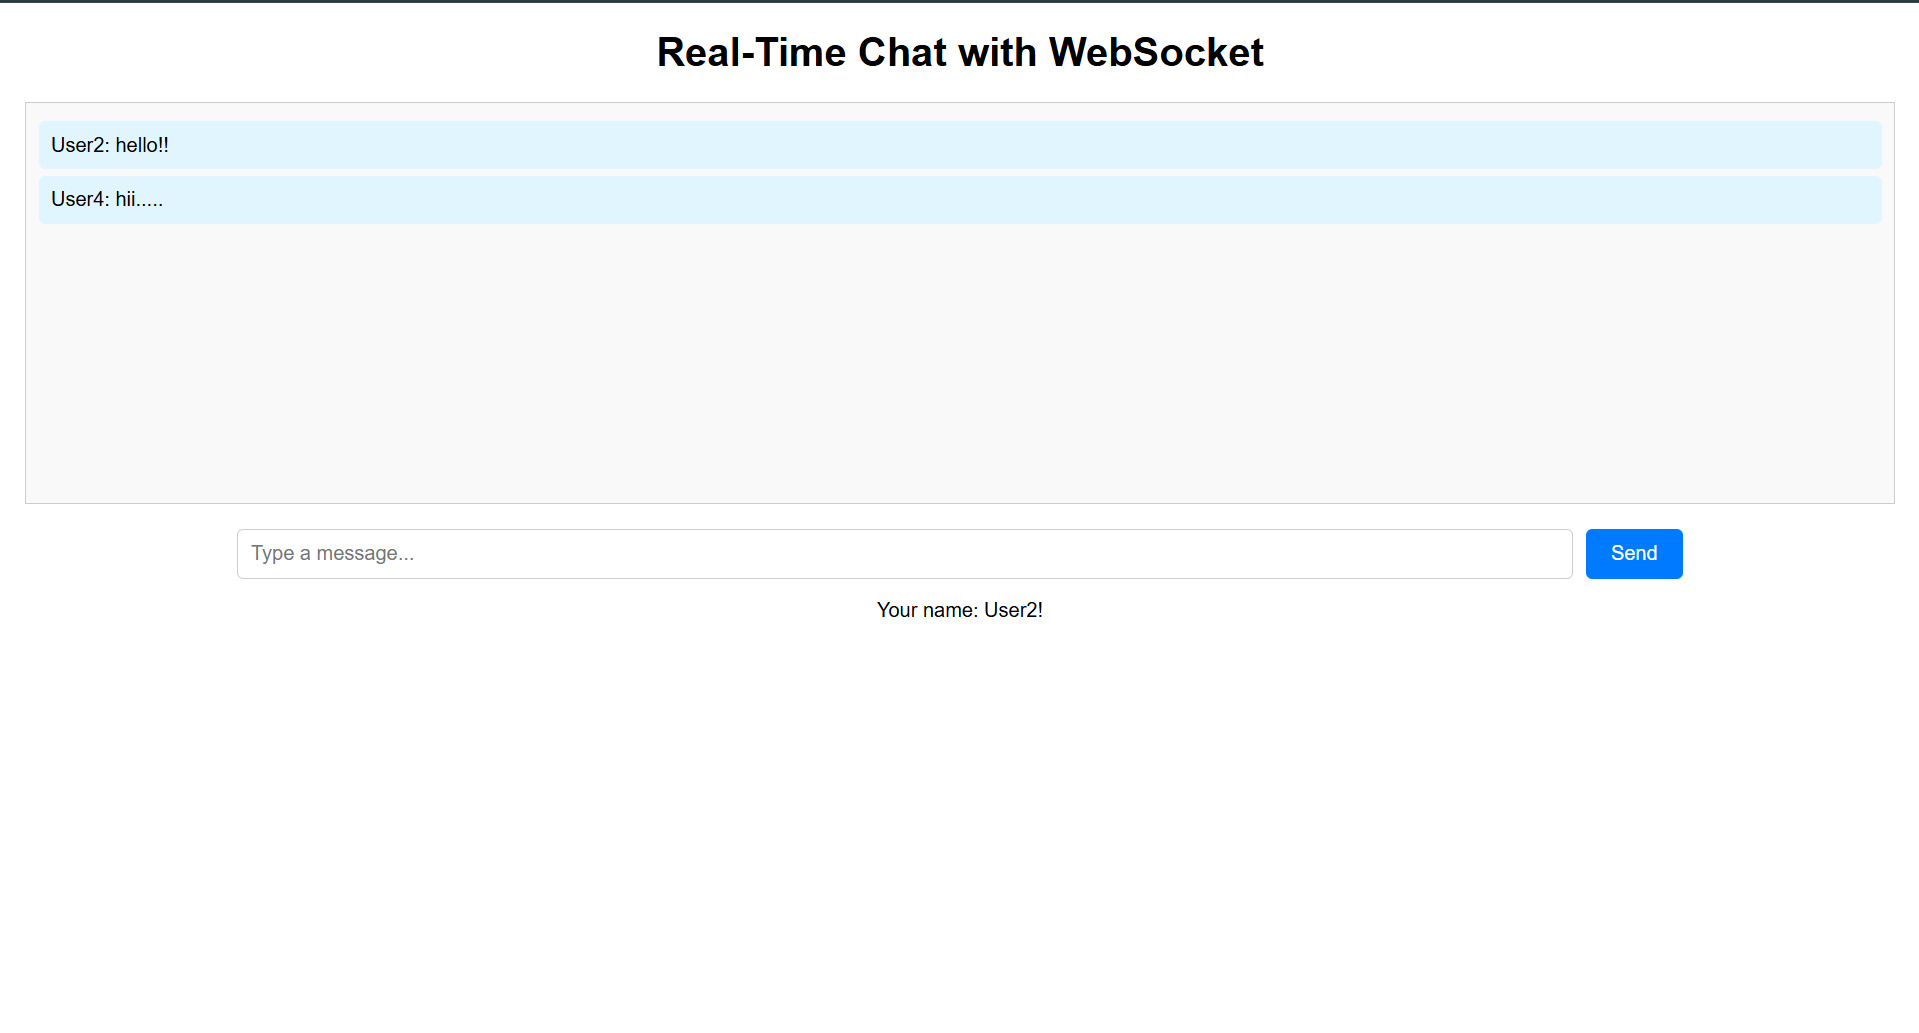 Real-Time Chat with WebSocket
User2: hello!!
User4: hii.....
Type a message...
Send
Your name: User2!